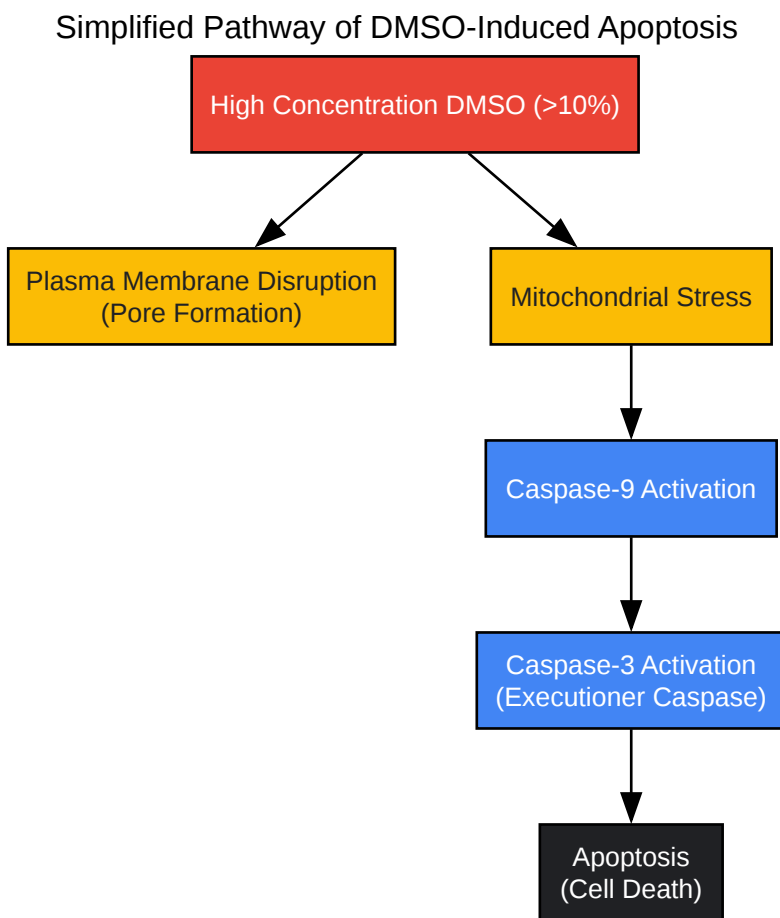 Simplified Pathway of DMSO-Induced Apoptosis
High Concentration DMSO (>10%)
Plasma Membrane Disruption
(Pore Formation)
Mitochondrial Stress
Caspase-9 Activation
Caspase-3 Activation
(Executioner Caspase)
Apoptosis
(Cell Death)